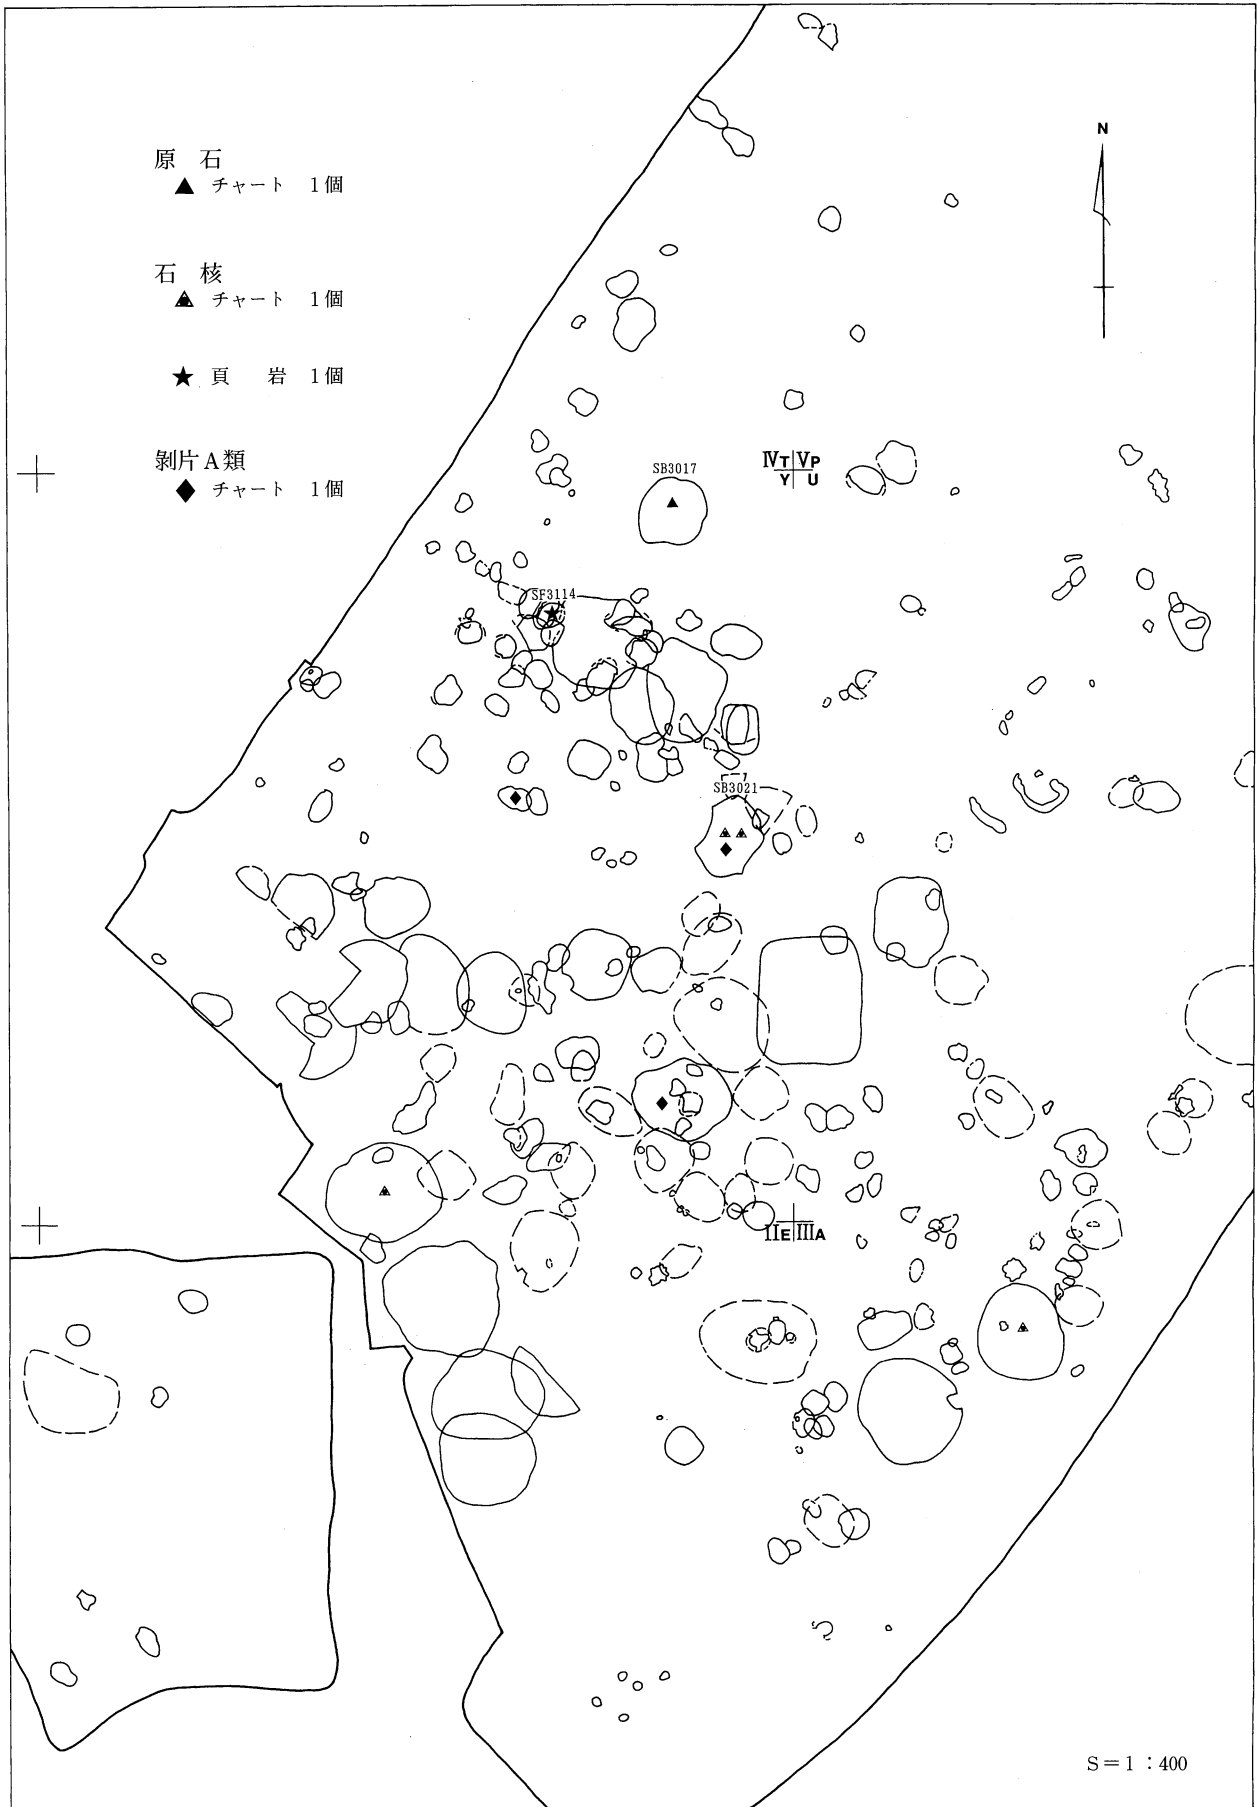 N
原 石
▲ チャート 1個
石 核
チャート 1個
★ 頁 岩 1個
剝片A類
◆ チャート 1個
SB3017
ⅣT ⅤP
Y U
SF3114
SB3021
ⅡE ⅢA
S=1:400